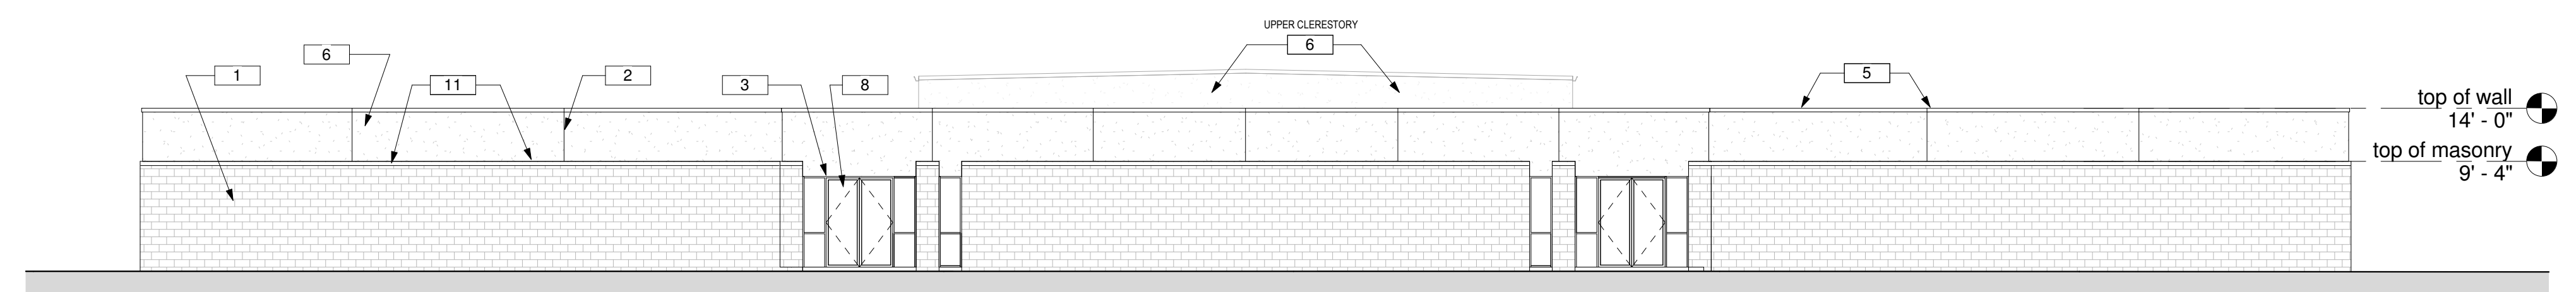 UPPER CLERESTORY
6
6
1
11
2
3
8
5
top of wall
14' - 0"
top of masonry
9' - 4"